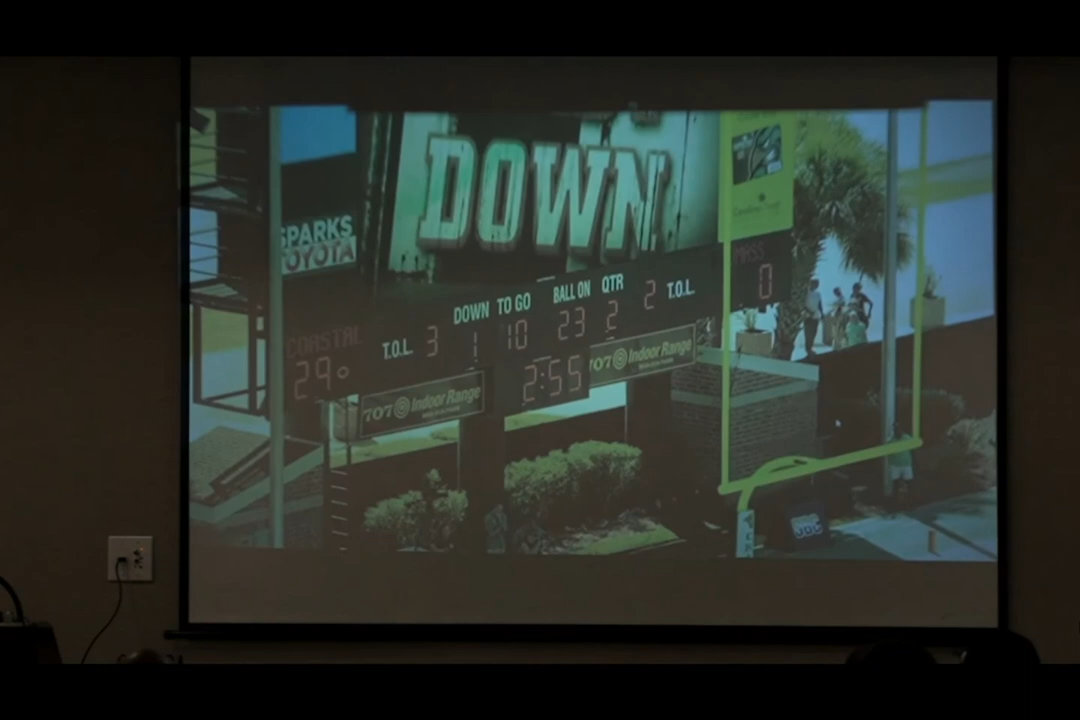 DOWN
SPARKS
TOYOTA
DOWN TO GO BALL ON QTR
COASTAL T.O.L. 3 1 10 23 2 2 T.O.L. MASS
29 2:55 0
707 Indoor Range
707 Indoor Range